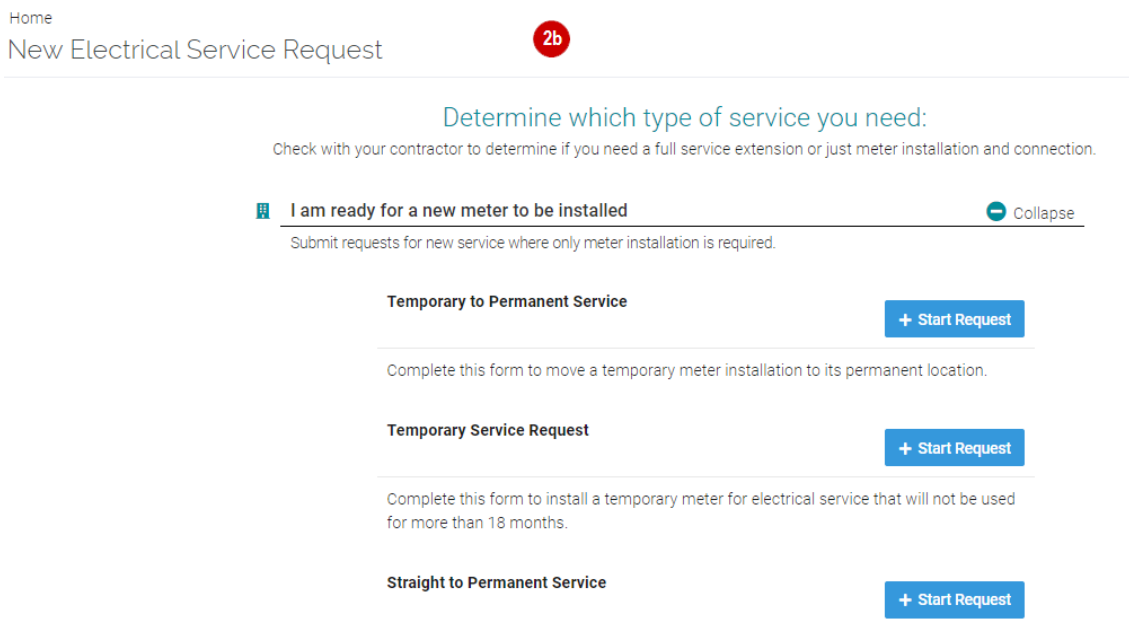 Home
New Electrical Service Request
2b
Determine which type of service you need:
Check with your contractor to determine if you need a full service extension or just meter installation and connection.
I am ready for a new meter to be installed
Collapse
Submit requests for new service where only meter installation is required.
Temporary to Permanent Service
+ Start Request
Complete this form to move a temporary meter installation to its permanent location.
Temporary Service Request
+ Start Request
Complete this form to install a temporary meter for electrical service that will not be used
for more than 18 months.
Straight to Permanent Service
+ Start Request